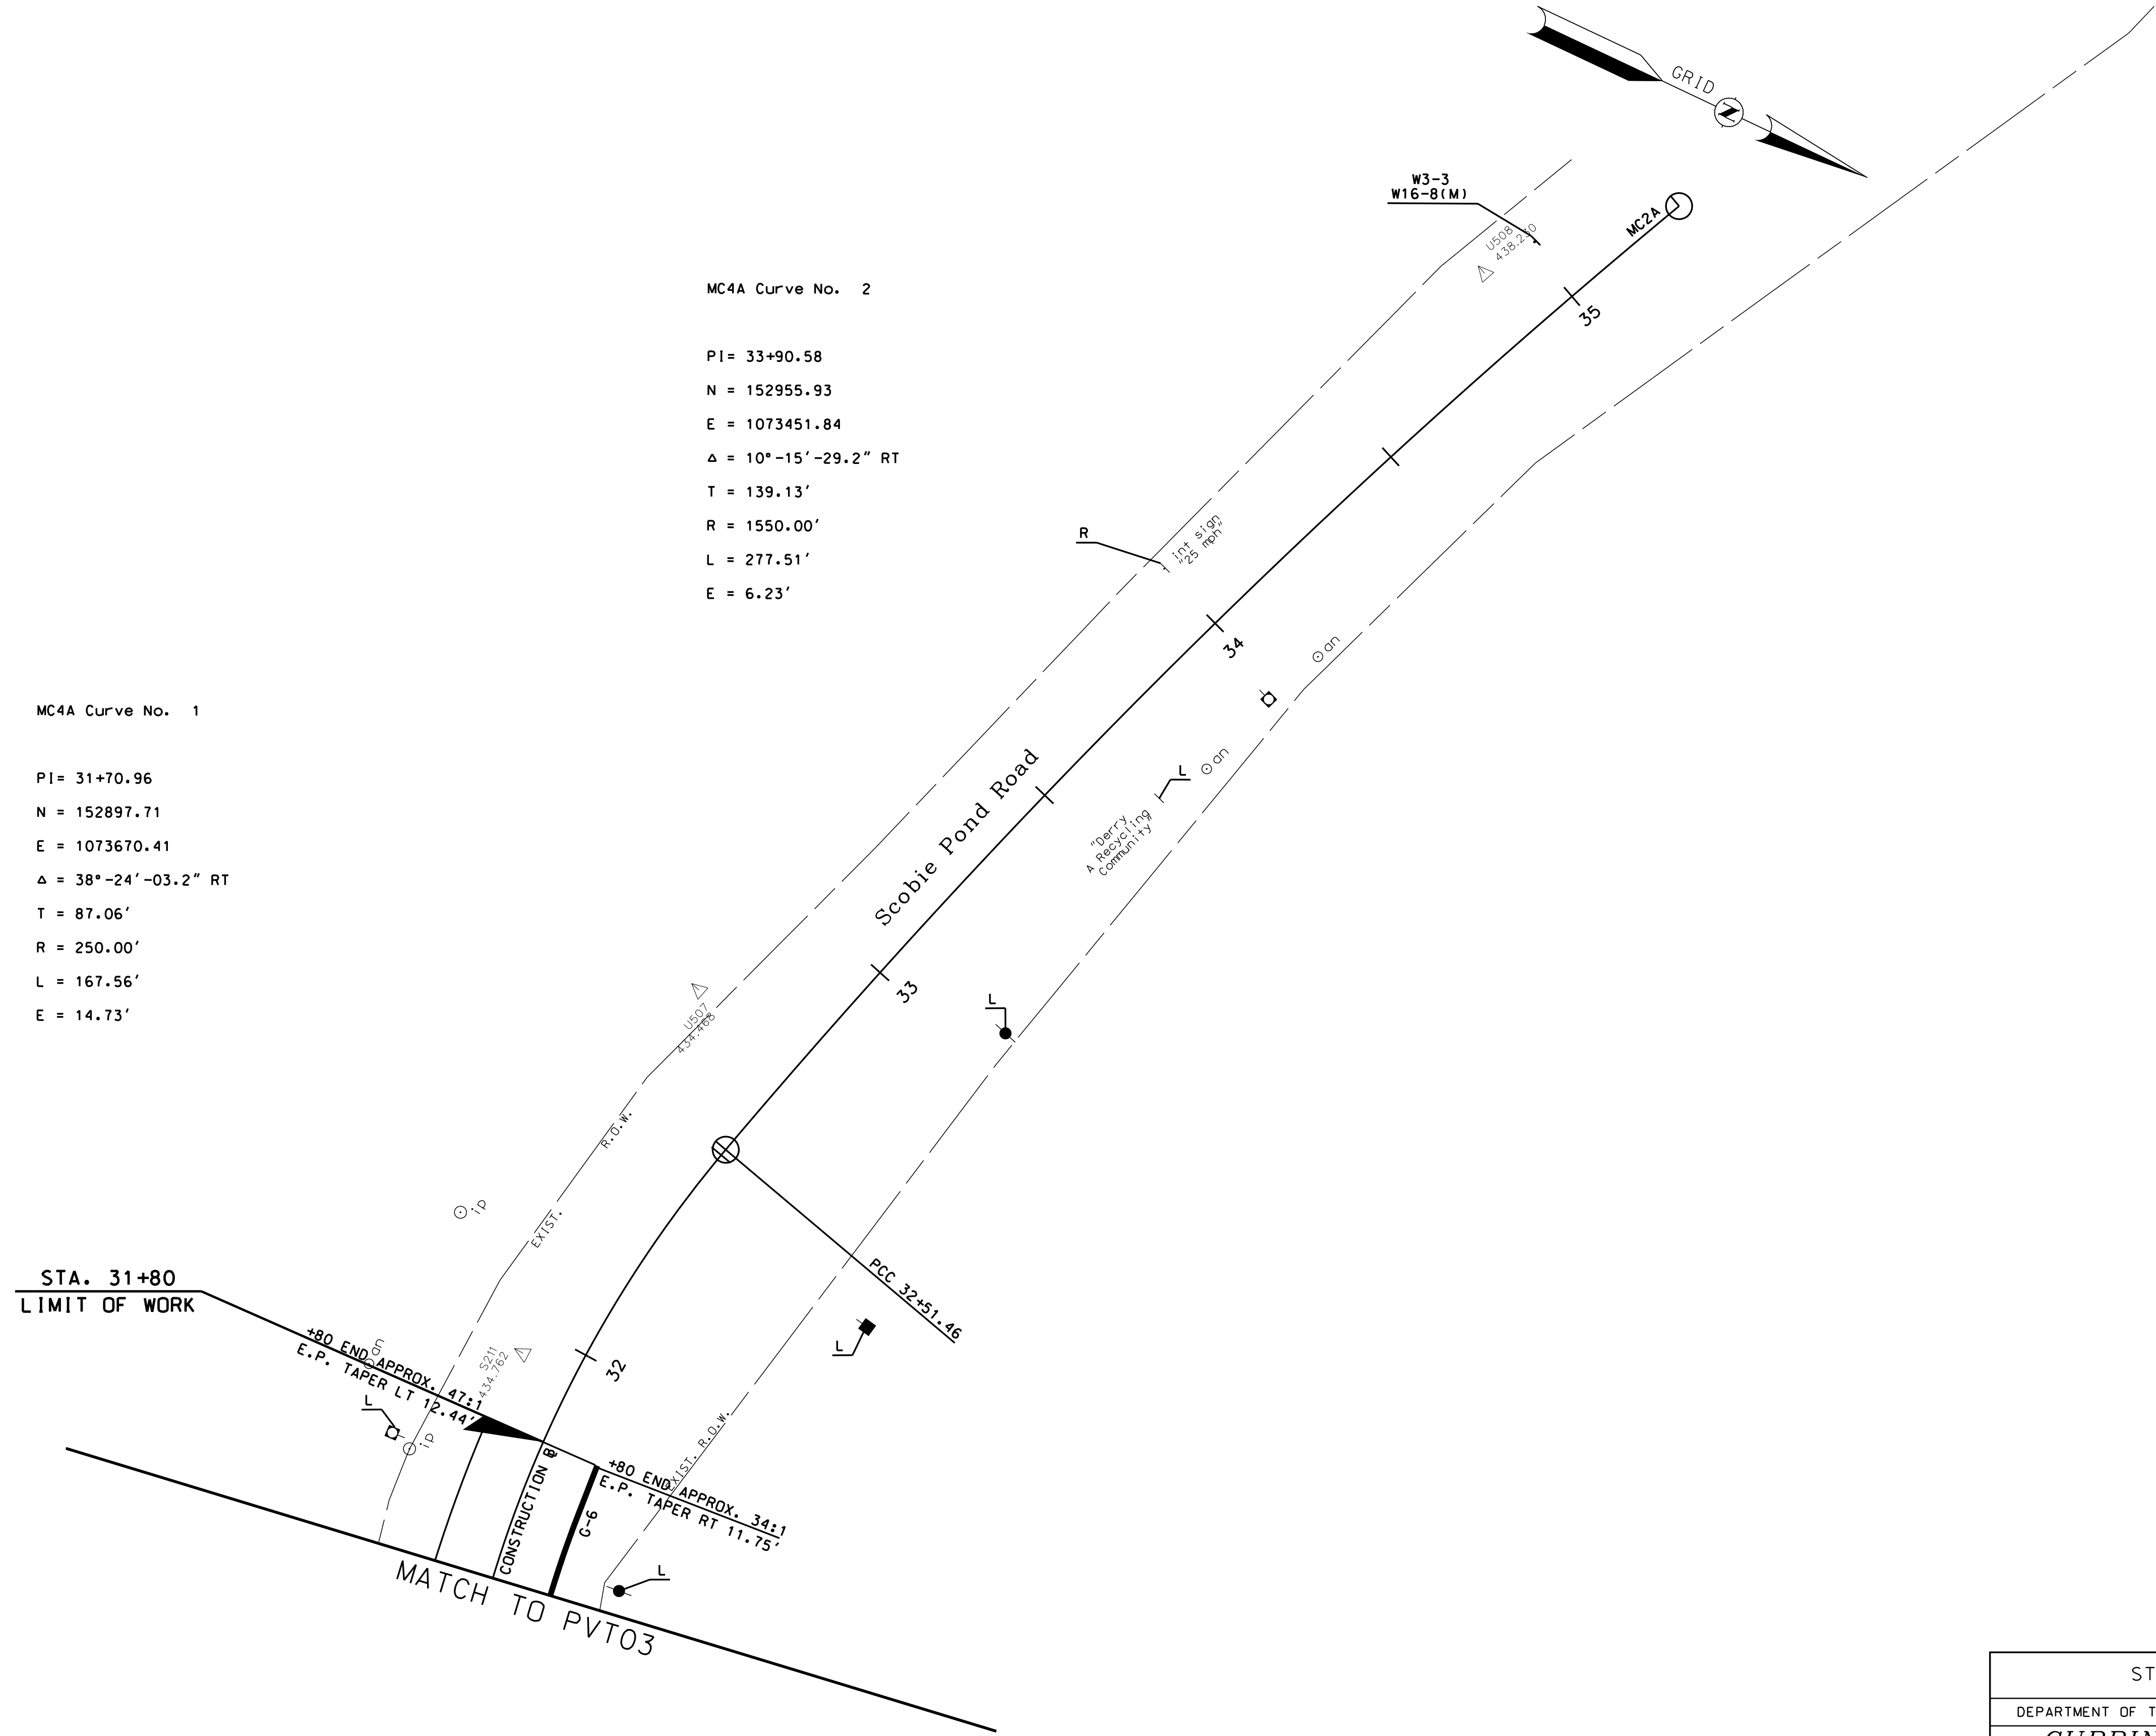 GRID
N
W3-3
W16-8(M)
U508
438.230
MC2A
35
MC4A Curve No. 2
PI= 33+90.58
N = 152955.93
E = 1073451.84
Δ = 10°-15'-29.2" RT
T = 139.13'
R = 1550.00'
L = 277.51'
E = 6.23'
R
int sign
"25 mph"
34
an
MC4A Curve No. 1
PI= 31+70.96
N = 152897.71
E = 1073670.41
Δ = 38°-24'-03.2" RT
T = 87.06'
R = 250.00'
L = 167.56'
E = 14.73'
Scobie Pond Road
L
an
"Derry
A Recycling
Community"
33
U507
434.468
L
R.O.W.
EXIST.
ip
PCC 32+51.46
L
STA. 31+80
LIMIT OF WORK
+80 END APPROX. 47:1
E.P. TAPER LT 12.44'
an
S211
434.762
32
L
ip
CONSTRUCTION ℄
G-6
EXIST. R.O.W.
+80 END APPROX. 34:1
E.P. TAPER RT 11.75'
L
MATCH TO PVT03
ST
DEPARTMENT OF T